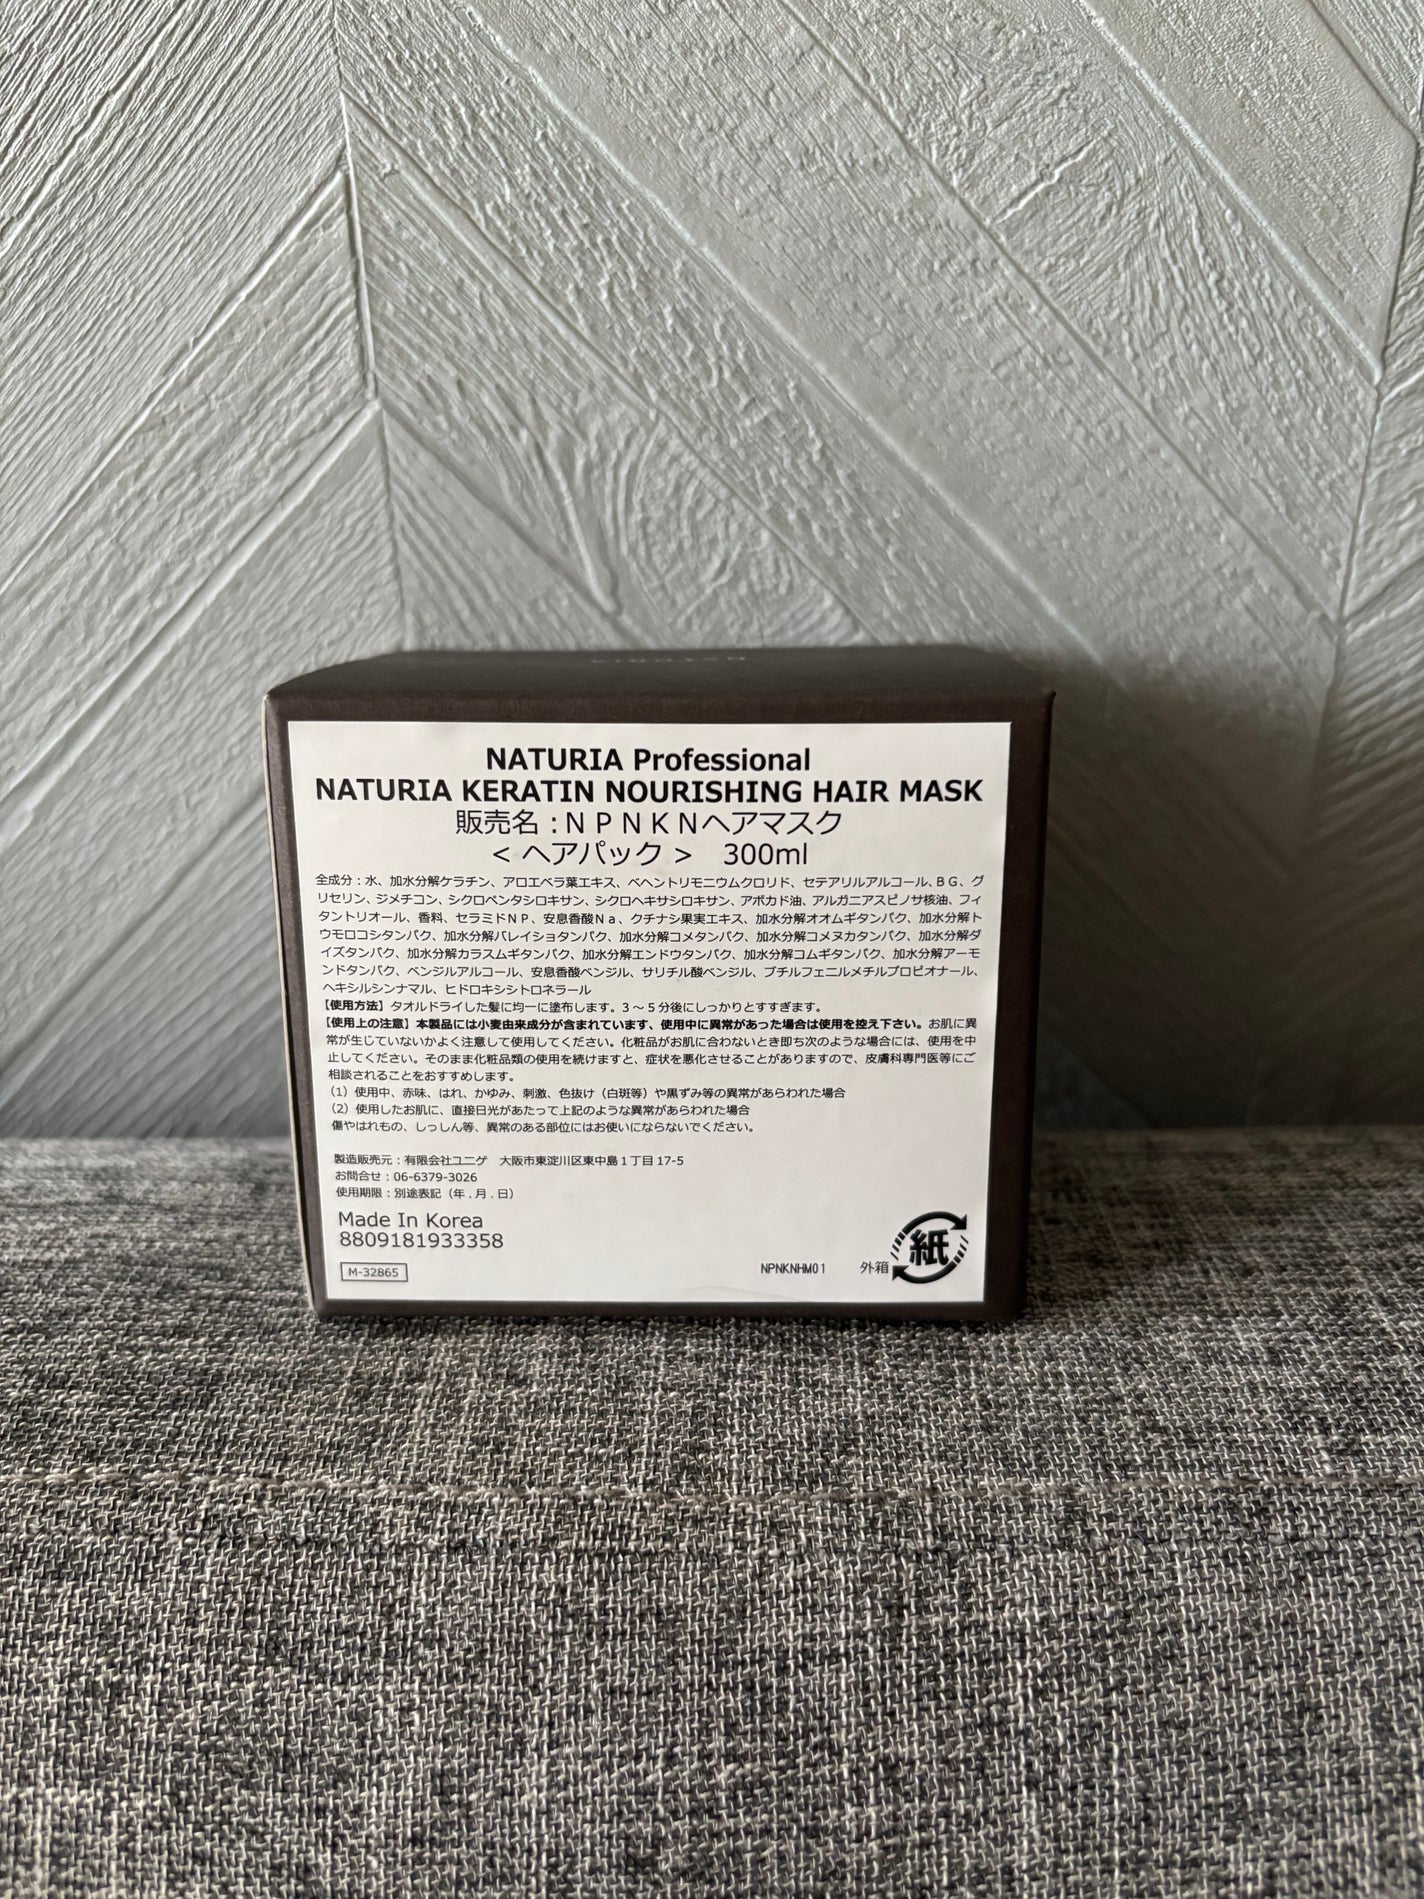 NATURIA Professional
NATURIA KERATIN NOURISHING HAIR MASK
販売名：ＮＰＮＫＮヘアマスク
＜ヘアパック＞　300ml
全成分：水、加水分解ケラチン、アロエベラ葉エキス、ベヘントリモニウムクロリド、セテアリルアルコール、ＢＧ、グ
リセリン、ジメチコン、シクロペンタシロキサン、シクロヘキサシロキサン、アボカド油、アルガニアスピノサ核油、フィ
タントリオール、香料、セラミドＮＰ、安息香酸Ｎａ、クチナシ果実エキス、加水分解オオムギタンパク、加水分解ト
ウモロコシタンパク、加水分解バレイショタンパク、加水分解コメタンパク、加水分解コメヌカタンパク、加水分解ダ
イズタンパク、加水分解カラスムギタンパク、加水分解エンドウタンパク、加水分解コムギタンパク、加水分解アーモ
ンドタンパク、ベンジルアルコール、安息香酸ベンジル、サリチル酸ベンジル、ブチルフェニルメチルプロピオナール、
ヘキシルシンナマル、ヒドロキシシトロネラール
【使用方法】タオルドライした髪に均一に塗布します。３～５分後にしっかりとすすぎます。
【使用上の注意】本製品には小麦由来成分が含まれています、使用中に異常があった場合は使用を控え下さい。お肌に異
常が生じていないかよく注意して使用してください。化粧品がお肌に合わないとき即ち次のような場合には、使用を中
止してください。そのまま化粧品類の使用を続けますと、症状を悪化させることがありますので、皮膚科専門医等にご
相談されることをおすすめします。
（1）使用中、赤味、はれ、かゆみ、刺激、色抜け（白斑等）や黒ずみ等の異常があらわれた場合
（2）使用したお肌に、直接日光があたって上記のような異常があらわれた場合
傷やはれもの、しっしん等、異常のある部位にはお使いにならないでください。
製造販売元：有限会社ユニゲ　大阪市東淀川区東中島１丁目17-5
お問合せ：06-6379-3026
使用期限：別途表記（年．月．日）
Made In Korea
8809181933358
M-32B65
NPNKNHM01　外箱 紙